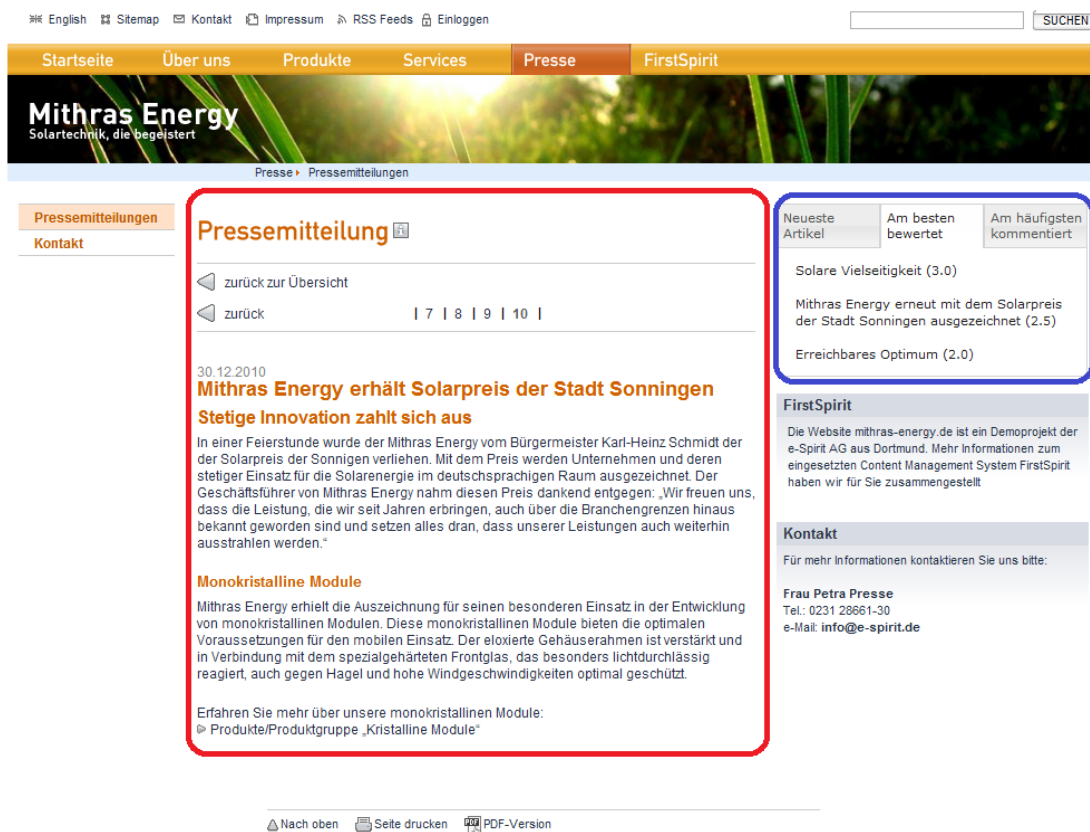 English Sitemap Kontakt Impressum RSS Feeds Einloggen
SUCHEN
Startseite Über uns Produkte Services Presse FirstSpirit
Mithras Energy
Solartechnik, die begeistert
Presse Pressemitteilungen
Pressemitteilungen
Kontakt
Pressemitteilung
zurück zur Übersicht
zurück | 7 | 8 | 9 | 10 |
30.12.2010
Mithras Energy erhält Solarpreis der Stadt Sonningen
Stetige Innovation zahlt sich aus
In einer Feierstunde wurde der Mithras Energy vom Bürgermeister Karl-Heinz Schmidt der
der Solarpreis der Sonnigen verliehen. Mit dem Preis werden Unternehmen und deren
stetiger Einsatz für die Solarenergie im deutschsprachigen Raum ausgezeichnet. Der
Geschäftsführer von Mithras Energy nahm diesen Preis dankend entgegen: „Wir freuen uns,
dass die Leistung, die wir seit Jahren erbringen, auch über die Branchengrenzen hinaus
bekannt geworden sind und setzen alles dran, dass unserer Leistungen auch weiterhin
ausstrahlen werden.“
Monokristalline Module
Mithras Energy erhielt die Auszeichnung für seinen besonderen Einsatz in der Entwicklung
von monokristallinen Modulen. Diese monokristallinen Module bieten die optimalen
Voraussetzungen für den mobilen Einsatz. Der eloxierte Gehäuserahmen ist verstärkt und
in Verbindung mit dem spezialgehärteten Frontglas, das besonders lichtdurchlässig
reagiert, auch gegen Hagel und hohe Windgeschwindigkeiten optimal geschützt.
Erfahren Sie mehr über unsere monokristallinen Module:
Produkte/Produktgruppe „Kristalline Module“
Neueste Artikel
Am besten bewertet
Am häufigsten kommentiert
Solare Vielseitigkeit (3.0)
Mithras Energy erneut mit dem Solarpreis
der Stadt Sonningen ausgezeichnet (2.5)
Erreichbares Optimum (2.0)
FirstSpirit
Die Website mithras-energy.de ist ein Demoprojekt der
e-Spirit AG aus Dortmund. Mehr Informationen zum
eingesetzten Content Management System FirstSpirit
haben wir für Sie zusammengestellt
Kontakt
Für mehr Informationen kontaktieren Sie uns bitte:
Frau Petra Presse
Tel.: 0231 28661-30
e-Mail: info@e-spirit.de
Nach oben Seite drucken PDF-Version